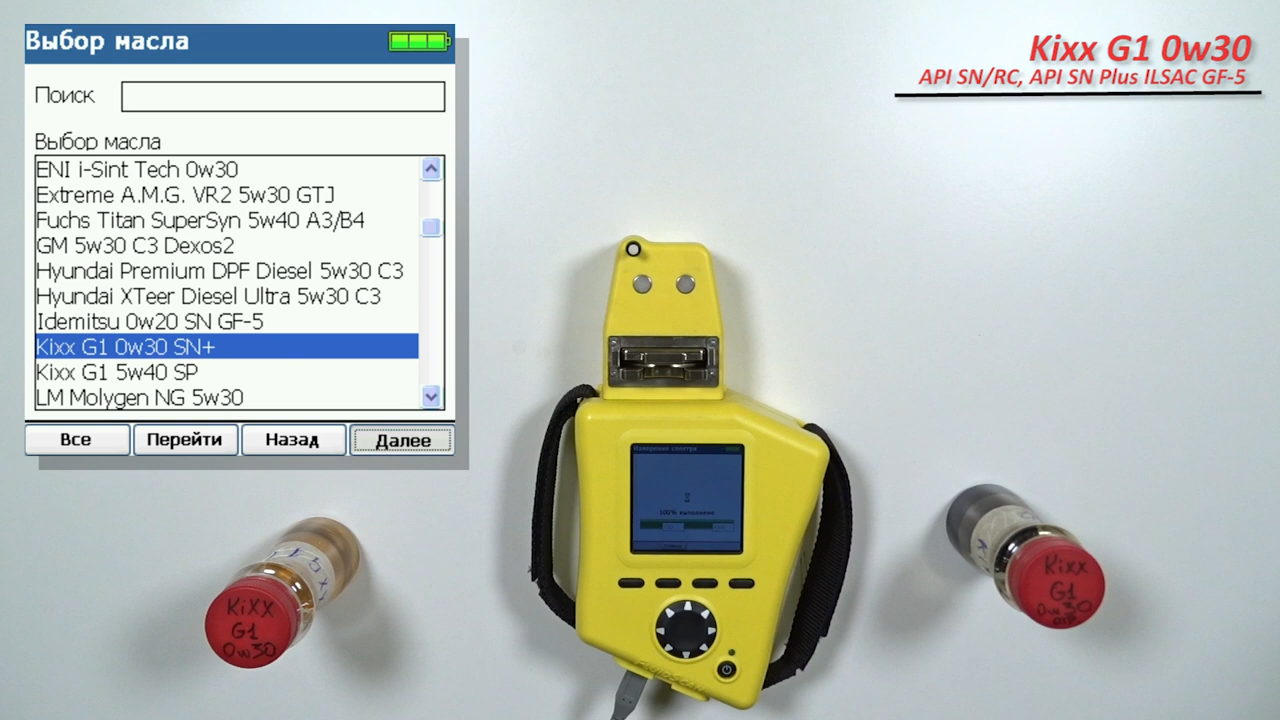 Выбор масла
Поиск
Выбор масла
ENI i-Sint Tech 0w30
Extreme A.M.G. VR2 5w30 GTJ
Fuchs Titan SuperSyn 5w40 A3/B4
GM 5w30 C3 Dexos2
Hyundai Premium DPF Diesel 5w30 C3
Hyundai XTeer Diesel Ultra 5w30 C3
Idemitsu 0w20 SN GF-5
Kixx G1 0w30 SN+
Kixx G1 5w40 SP
LM Molygen NG 5w30
Все Перейти Назад Далее
Kixx G1 0w30
API SN/RC, API SN Plus ILSAC GF-5
Измерение спектра
100% выполнено
KiXX
G1
0w30
Kixx
G1
0w30